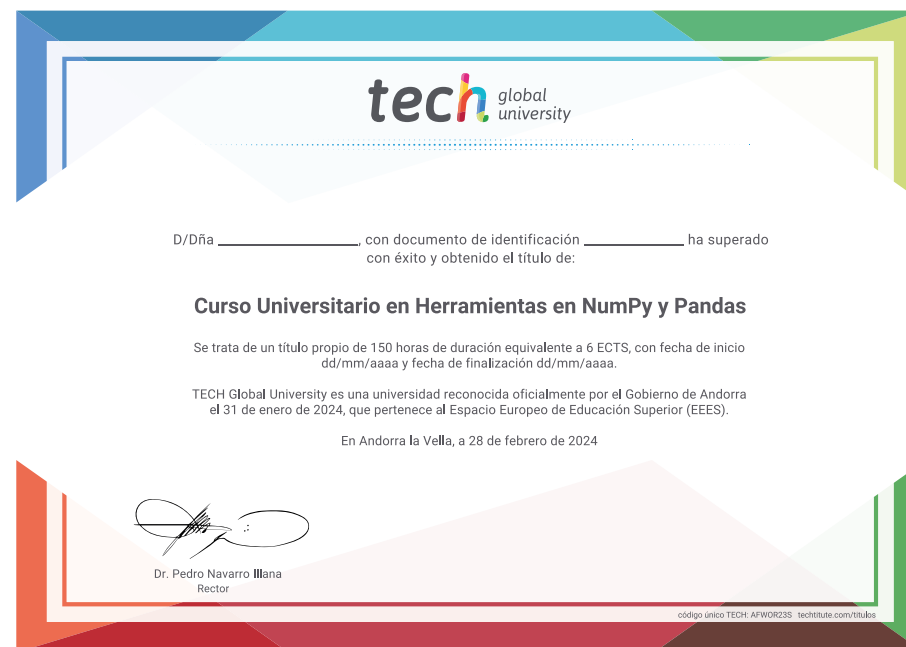 tech global university
D/Dña ____________________, con documento de identificación ______________ ha superado
con éxito y obtenido el título de:
Curso Universitario en Herramientas en NumPy y Pandas
Se trata de un título propio de 150 horas de duración equivalente a 6 ECTS, con fecha de inicio
dd/mm/aaaa y fecha de finalización dd/mm/aaaa.
TECH Global University es una universidad reconocida oficialmente por el Gobierno de Andorra
el 31 de enero de 2024, que pertenece al Espacio Europeo de Educación Superior (EEES).
En Andorra la Vella, a 28 de febrero de 2024
Dr. Pedro Navarro Illana
Rector
código único TECH: AFWOR23S techtitute.com/titulos